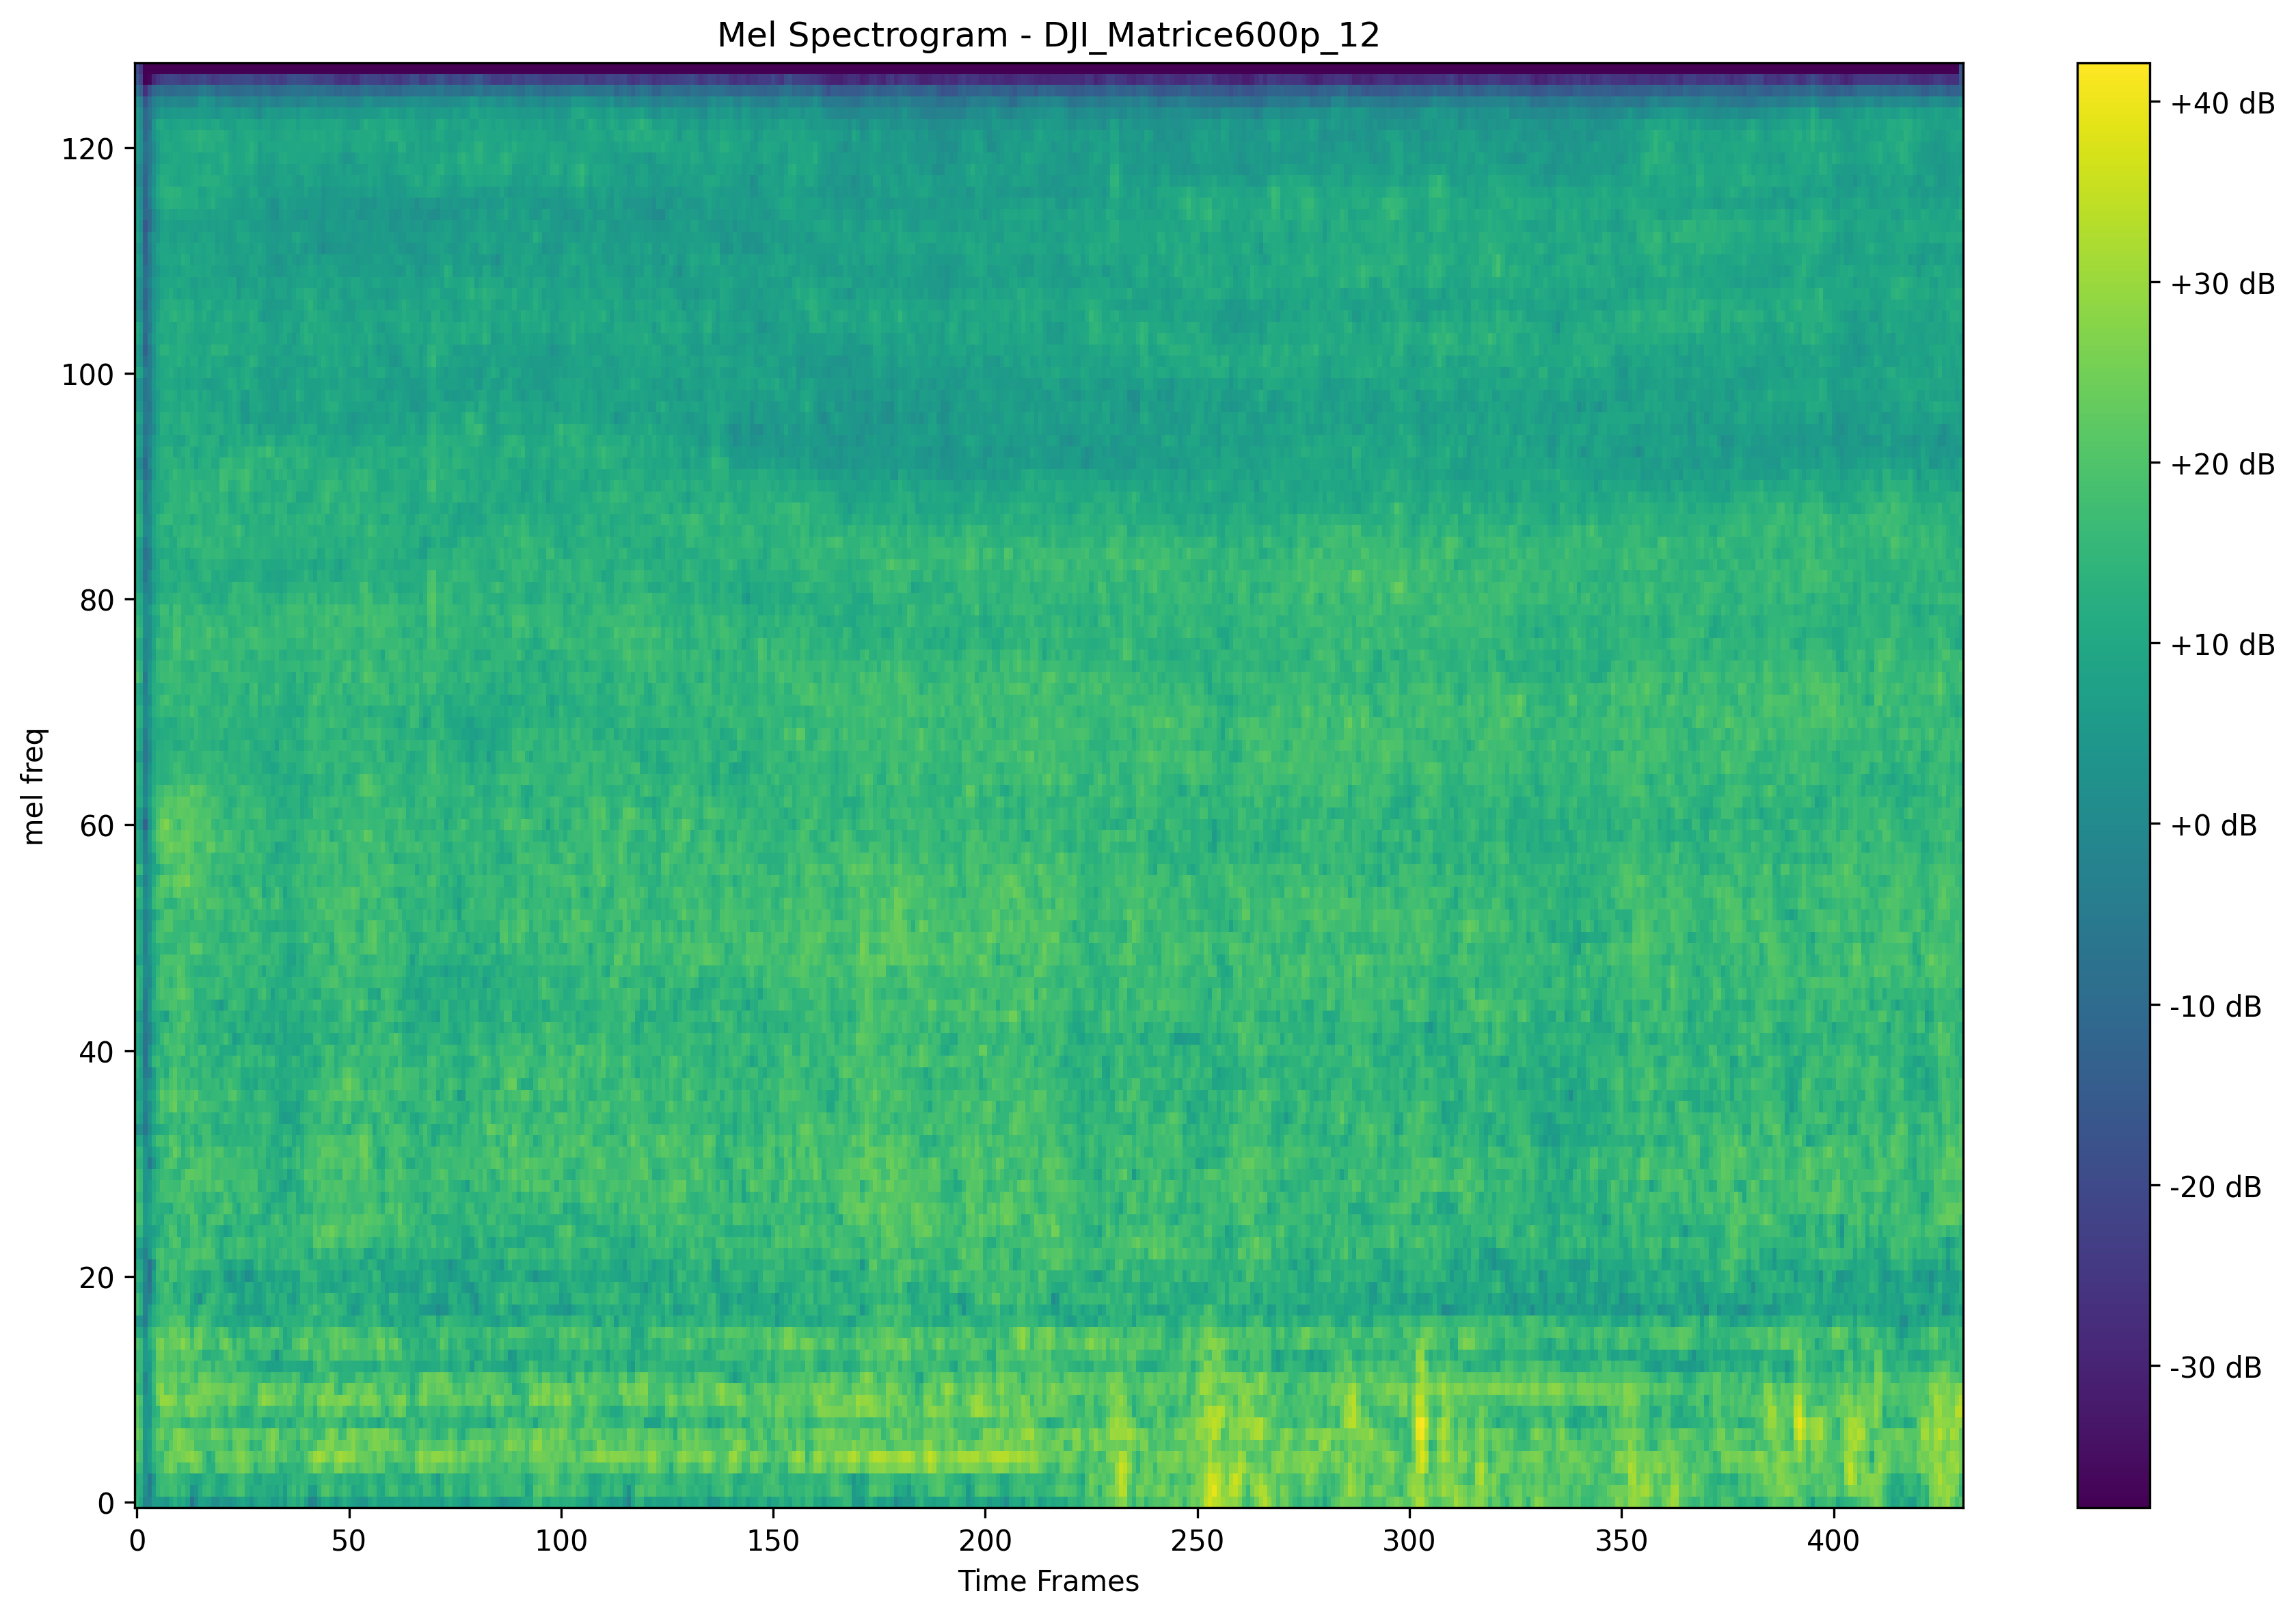 Mel Spectrogram - DJI_Matrice600p_12
mel freq
120
100
80
60
40
20
0
0 50 100 150 200 250 300 350 400
Time Frames
+40 dB
+30 dB
+20 dB
+10 dB
+0 dB
-10 dB
-20 dB
-30 dB